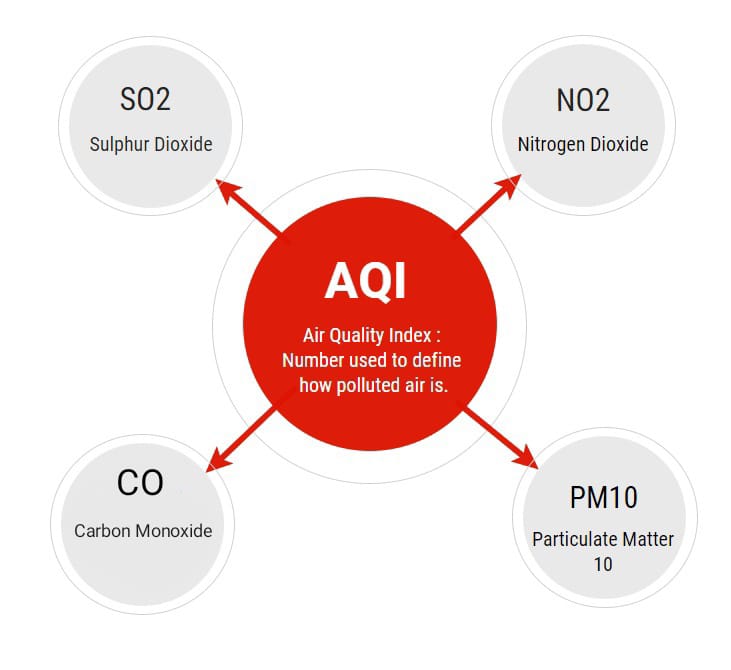 SO2
Sulphur Dioxide
NO2
Nitrogen Dioxide
AQI
Air Quality Index :
Number used to define
how polluted air is.
CO
Carbon Monoxide
PM10
Particulate Matter
10